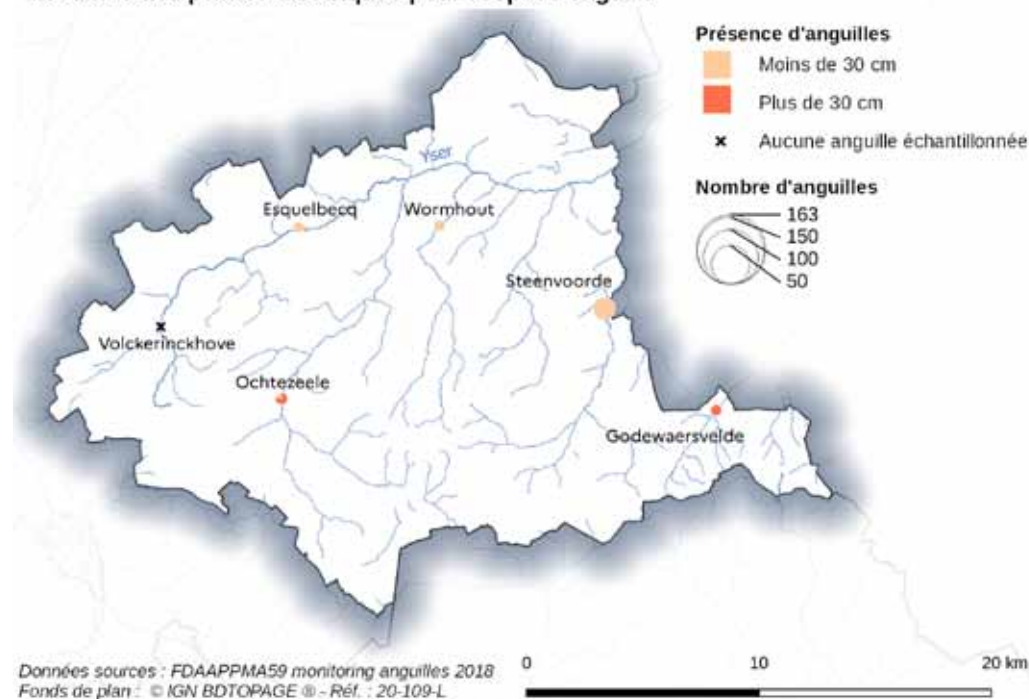 Présence d'anguilles
Moins de 30 cm
Plus de 30 cm
Aucune anguille échantillonnée
Nombre d'anguilles
163
150
100
50
Yser
Esquelbecq
Wormhout
Steenvoorde
Volckerinckhove
Ochtezeele
Godewaersvelde
Données sources : FDAAPPMA59 monitoring anguilles 2018
Fonds de plan : © IGN BDTOPAGE ® - Réf. : 20-109-L
0 10 20 km